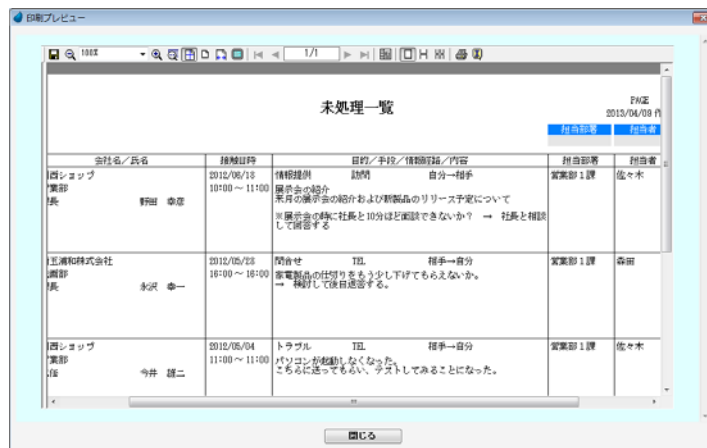 印刷プレビュー
100%
1/1
未処理一覧
PAGE
2013/04/09
担当部署 担当者
会社名/氏名 接触日時 目的/手段/情報経路/内容 担当部署 担当者
西ショップ 2012/06/18 情報提供 訪問 自分→相手 営業部1課 佐々木
業部 10:00~11:00 展示会の紹介
長 野田 幸彦 来月の展示会の紹介および新製品のリリース予定について
※展示会の時に社長と10分ほど面談できないか? → 社長と相談
して回答する
玉浦和株式会社 2012/05/28 問合せ TEL 相手→自分 営業部1課 森田
画部 16:00~16:00 家電製品の仕切りをもう少し下げてもらえないか。
長 永沢 幸一 → 検討して後日返答する。
西ショップ 2012/05/04 トラブル TEL 相手→自分 営業部1課 佐々木
業部 11:00~11:00 パソコンが起動しなくなった。
任 今井 雄二 こちらに送ってもらい、テストしてみることになった。
閉じる